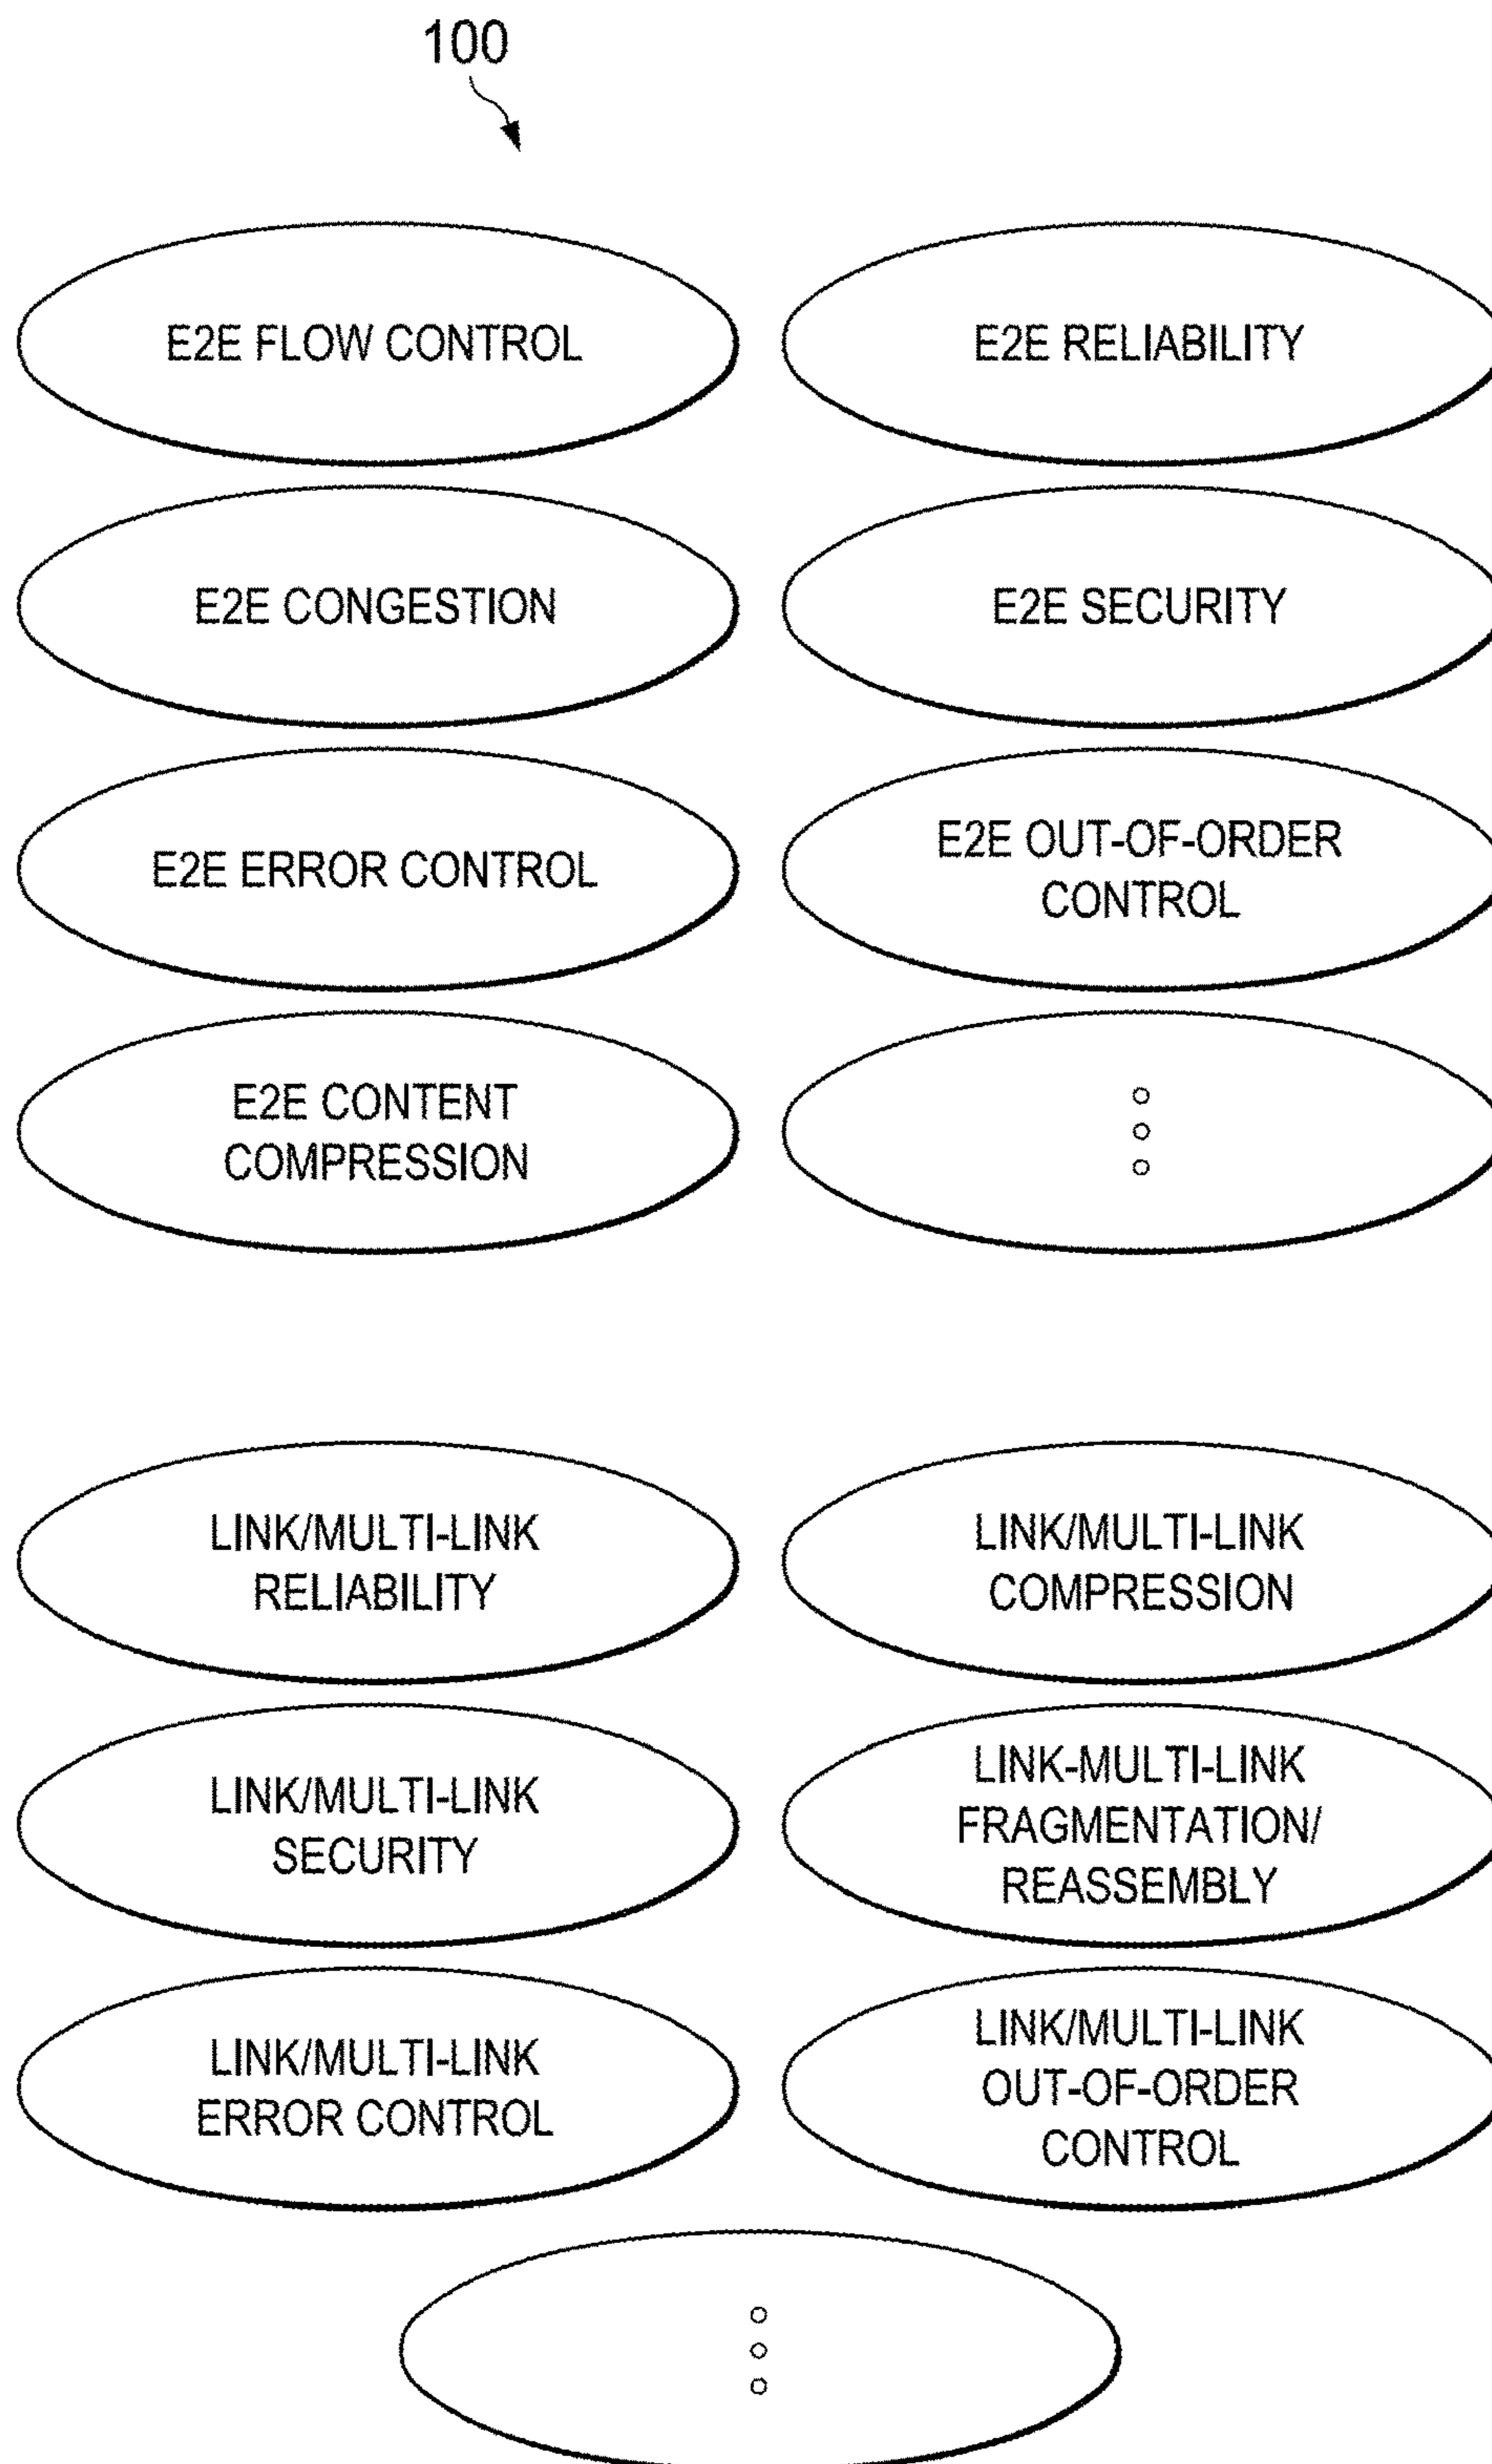 100
E2E FLOW CONTROL
E2E RELIABILITY
E2E CONGESTION
E2E SECURITY
E2E ERROR CONTROL
E2E OUT-OF-ORDER
CONTROL
E2E CONTENT
COMPRESSION
LINK/MULTI-LINK
RELIABILITY
LINK/MULTI-LINK
COMPRESSION
LINK/MULTI-LINK
SECURITY
LINK-MULTI-LINK
FRAGMENTATION/
REASSEMBLY
LINK/MULTI-LINK
ERROR CONTROL
LINK/MULTI-LINK
OUT-OF-ORDER
CONTROL